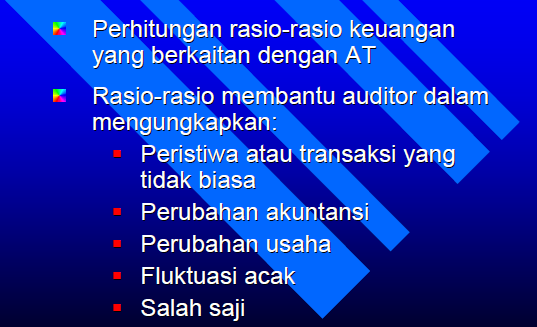 Perhitungan rasio-rasio keuangan
yang berkaitan dengan AT
Rasio-rasio membantu auditor dalam
mengungkapkan:
Peristiwa atau transaksi yang
tidak biasa
Perubahan akuntansi
Perubahan usaha
Fluktuasi acak
Salah saji